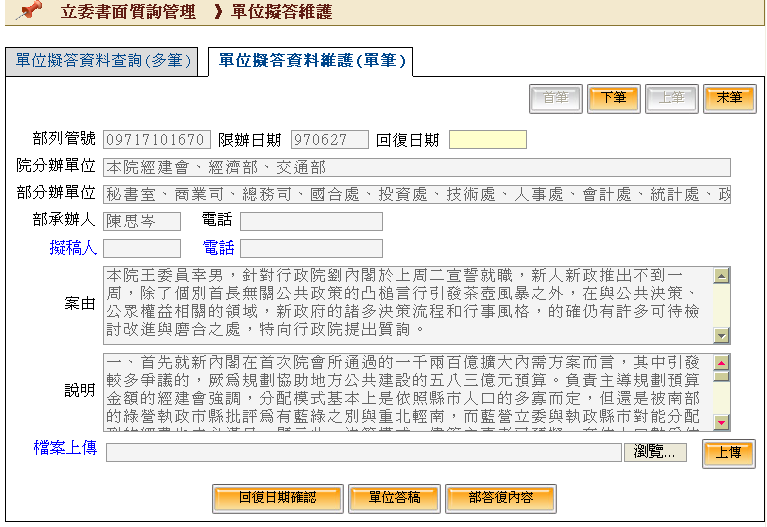 立委書面質詢管理 》單位擬答維護
單位擬答資料查詢(多筆) 單位擬答資料維護(單筆)
首筆 下筆 上筆 末筆
部列管號 09717101670 限辦日期 970627 回復日期
院分辦單位 本院經建會、經濟部、交通部
部分辦單位 秘書室、商業司、總務司、國合處、投資處、技術處、人事處、會計處、統計處、政
部承辦人 陳思岑 電話
擬稿人 電話
案由
本院王委員幸男，針對行政院劉內閣於上周二宣誓就職，新人新政推出不到一
周，除了個別首長無關公共政策的凸槌言行引發茶壺風暴之外，在與公共決策、
公眾權益相關的領域，新政府的諸多決策流程和行事風格，的確仍有許多可待檢
討改進與磨合之處，特向行政院提出質詢。
說明
一、首先就新內閣在首次院會所通過的一千兩百億擴大內需方案而言，其中引發
較多爭議的，厥為規劃協助地方公共建設的五八三億元預算。負責主導規劃預算
金額的經建會強調，分配模式基本上是依照縣市人口的多寡而定，但還是被南部
的綠營執政市縣批評為有藍綠之別與重北輕南，而藍營立委與執政縣市對能分配
檔案上傳 瀏覽... 上傳
回復日期確認 單位答稿 部答復內容